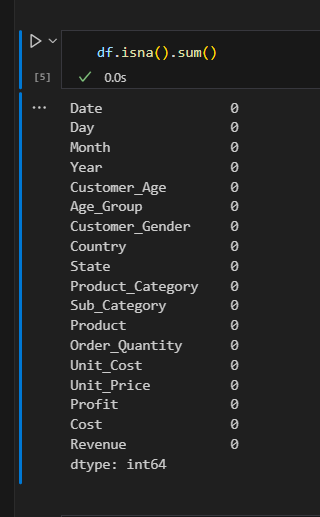 df.isna().sum()
[5] 0.0s
... 
Date 0
Day 0
Month 0
Year 0
Customer_Age 0
Age_Group 0
Customer_Gender 0
Country 0
State 0
Product_Category 0
Sub_Category 0
Product 0
Order_Quantity 0
Unit_Cost 0
Unit_Price 0
Profit 0
Cost 0
Revenue 0
dtype: int64